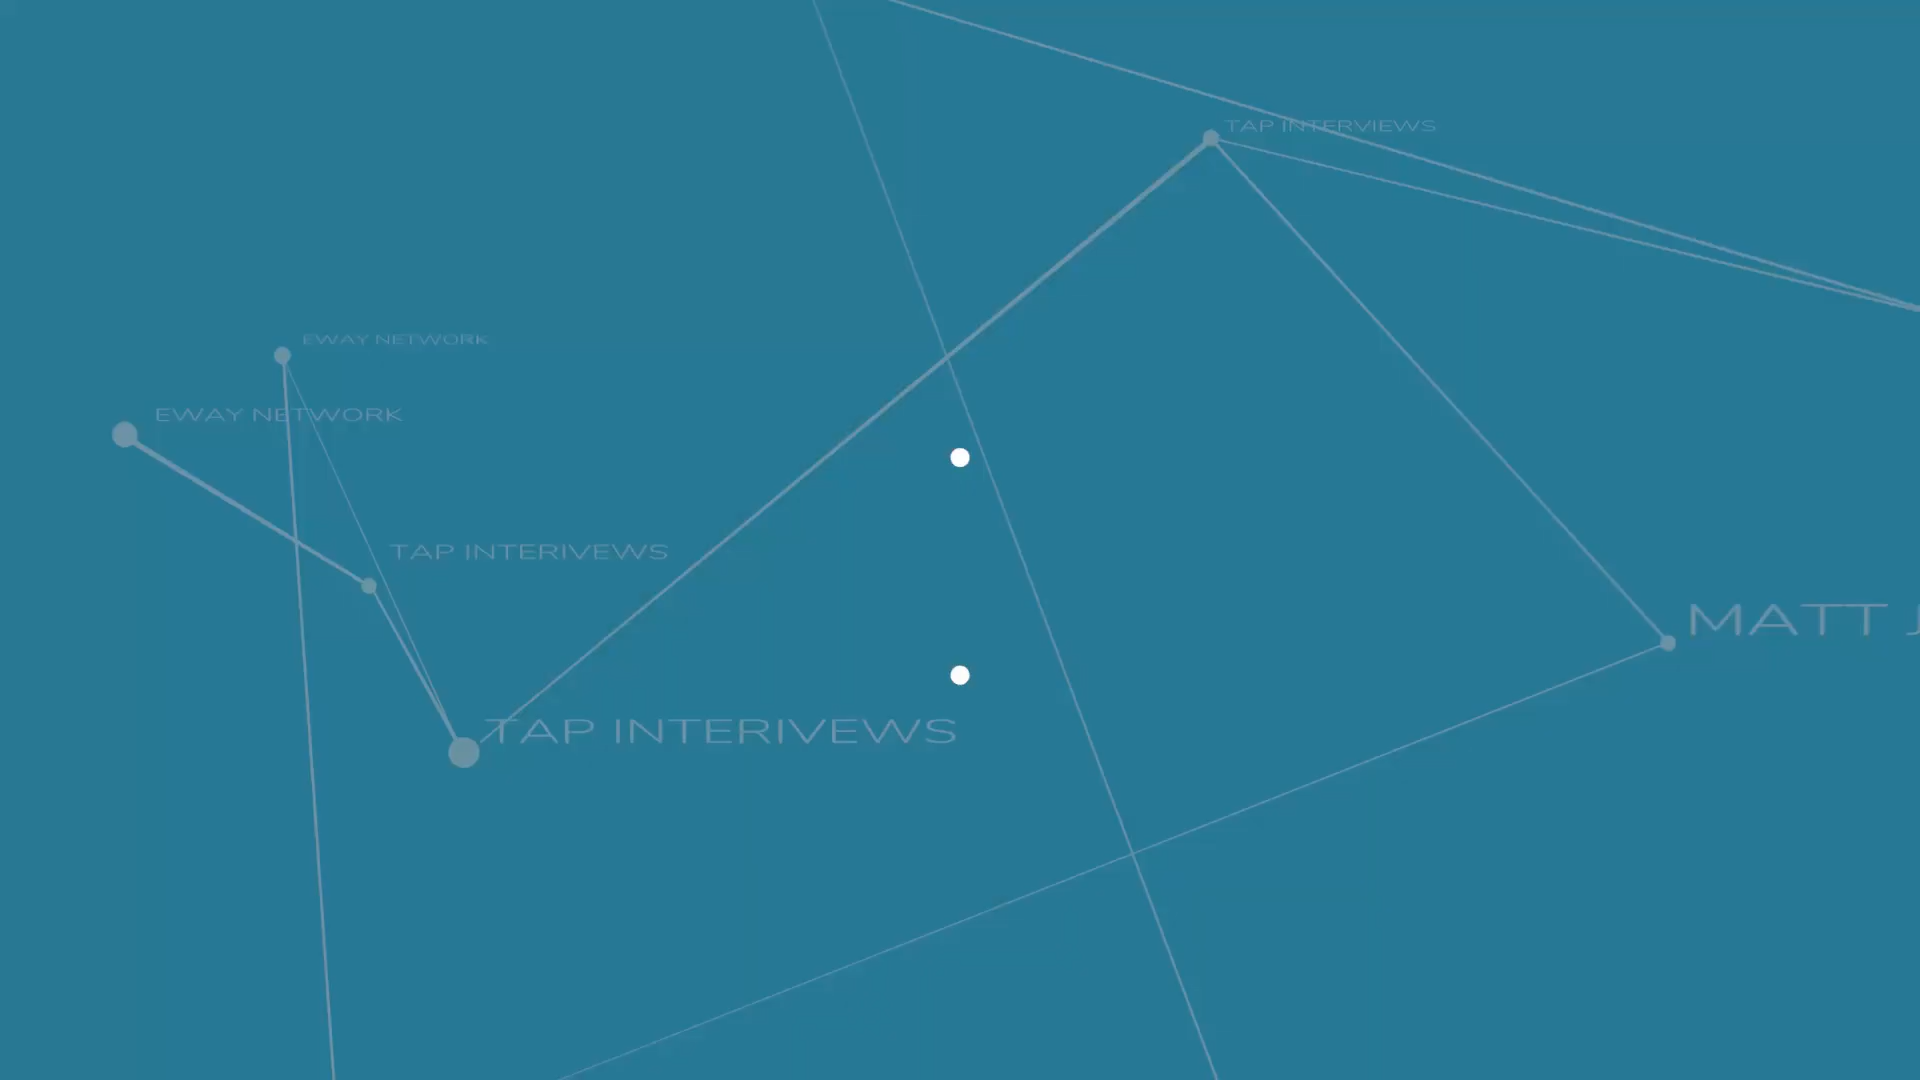 TAP INTERVIEWS
EWAY NETWORK
EWAY NETWORK
TAP INTERIVEWS
MATT J
TAP INTERIVEWS